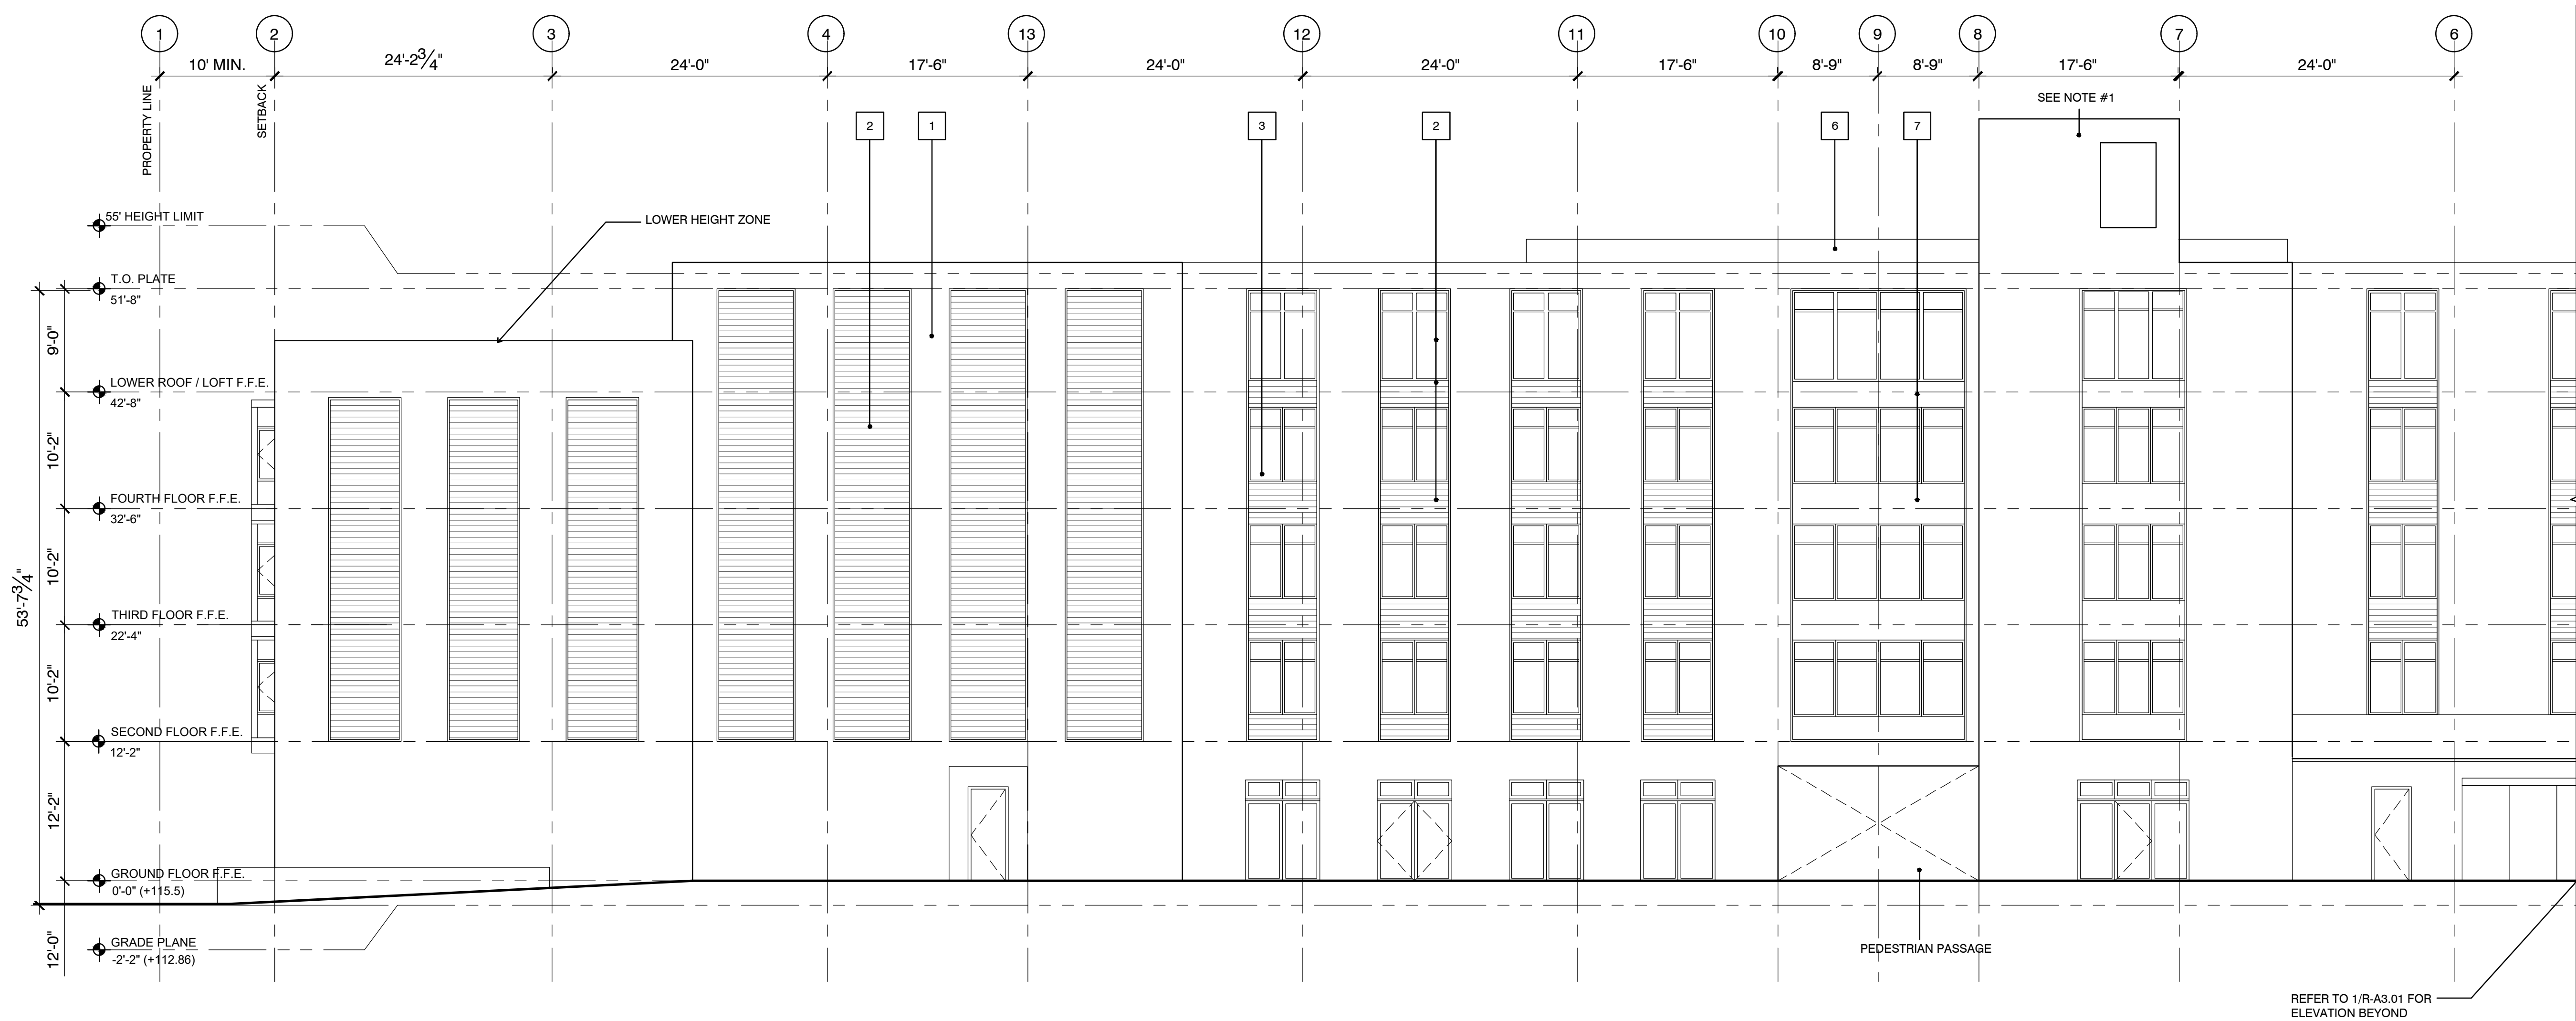 1 2 3 4 13 12 11 10 9 8 7 6
10' MIN. 24'-2 3/4" 24'-0" 17'-6" 24'-0" 24'-0" 17'-6" 8'-9" 8'-9" 17'-6" 24'-0"
PROPERTY LINE
SETBACK
SEE NOTE #1
2 1 3 2 6 7
55' HEIGHT LIMIT
LOWER HEIGHT ZONE
T.O. PLATE
51'-8"
9'-0"
LOWER ROOF / LOFT F.F.E.
42'-8"
10'-2"
FOURTH FLOOR F.F.E.
32'-6"
10'-2"
53'-7 3/4"
THIRD FLOOR F.F.E.
22'-4"
10'-2"
SECOND FLOOR F.F.E.
12'-2"
12'-2"
GROUND FLOOR F.F.E.
0'-0" (+115.5)
12'-0"
GRADE PLANE
-2'-2" (+112.86)
PEDESTRIAN PASSAGE
REFER TO 1/R-A3.01 FOR
ELEVATION BEYOND